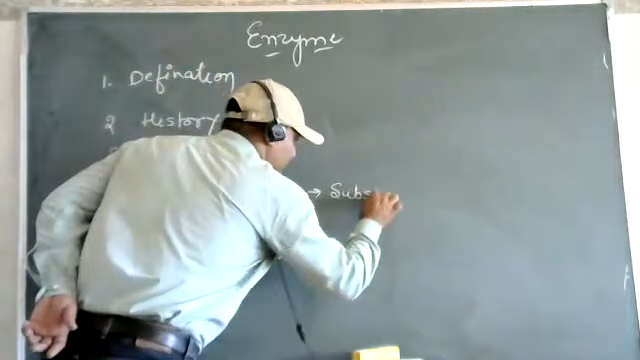 Enzyme
1. Defination
2 History
→ Subs